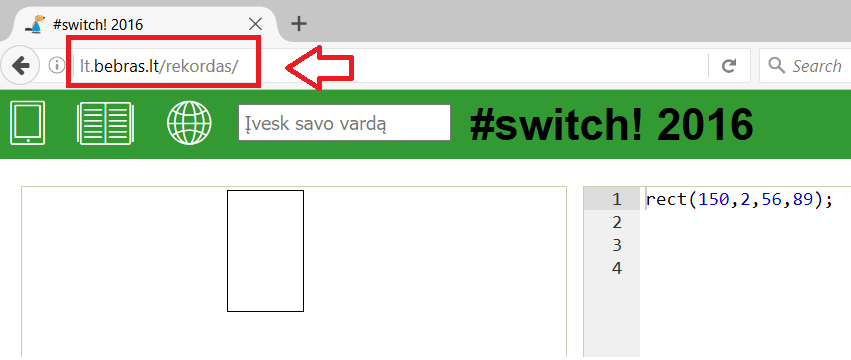 #switch! 2016
lt.bebras.lt/rekordas/
Search
Įvesk savo vardą
#switch! 2016
1 rect(150,2,56,89);
2
3
4